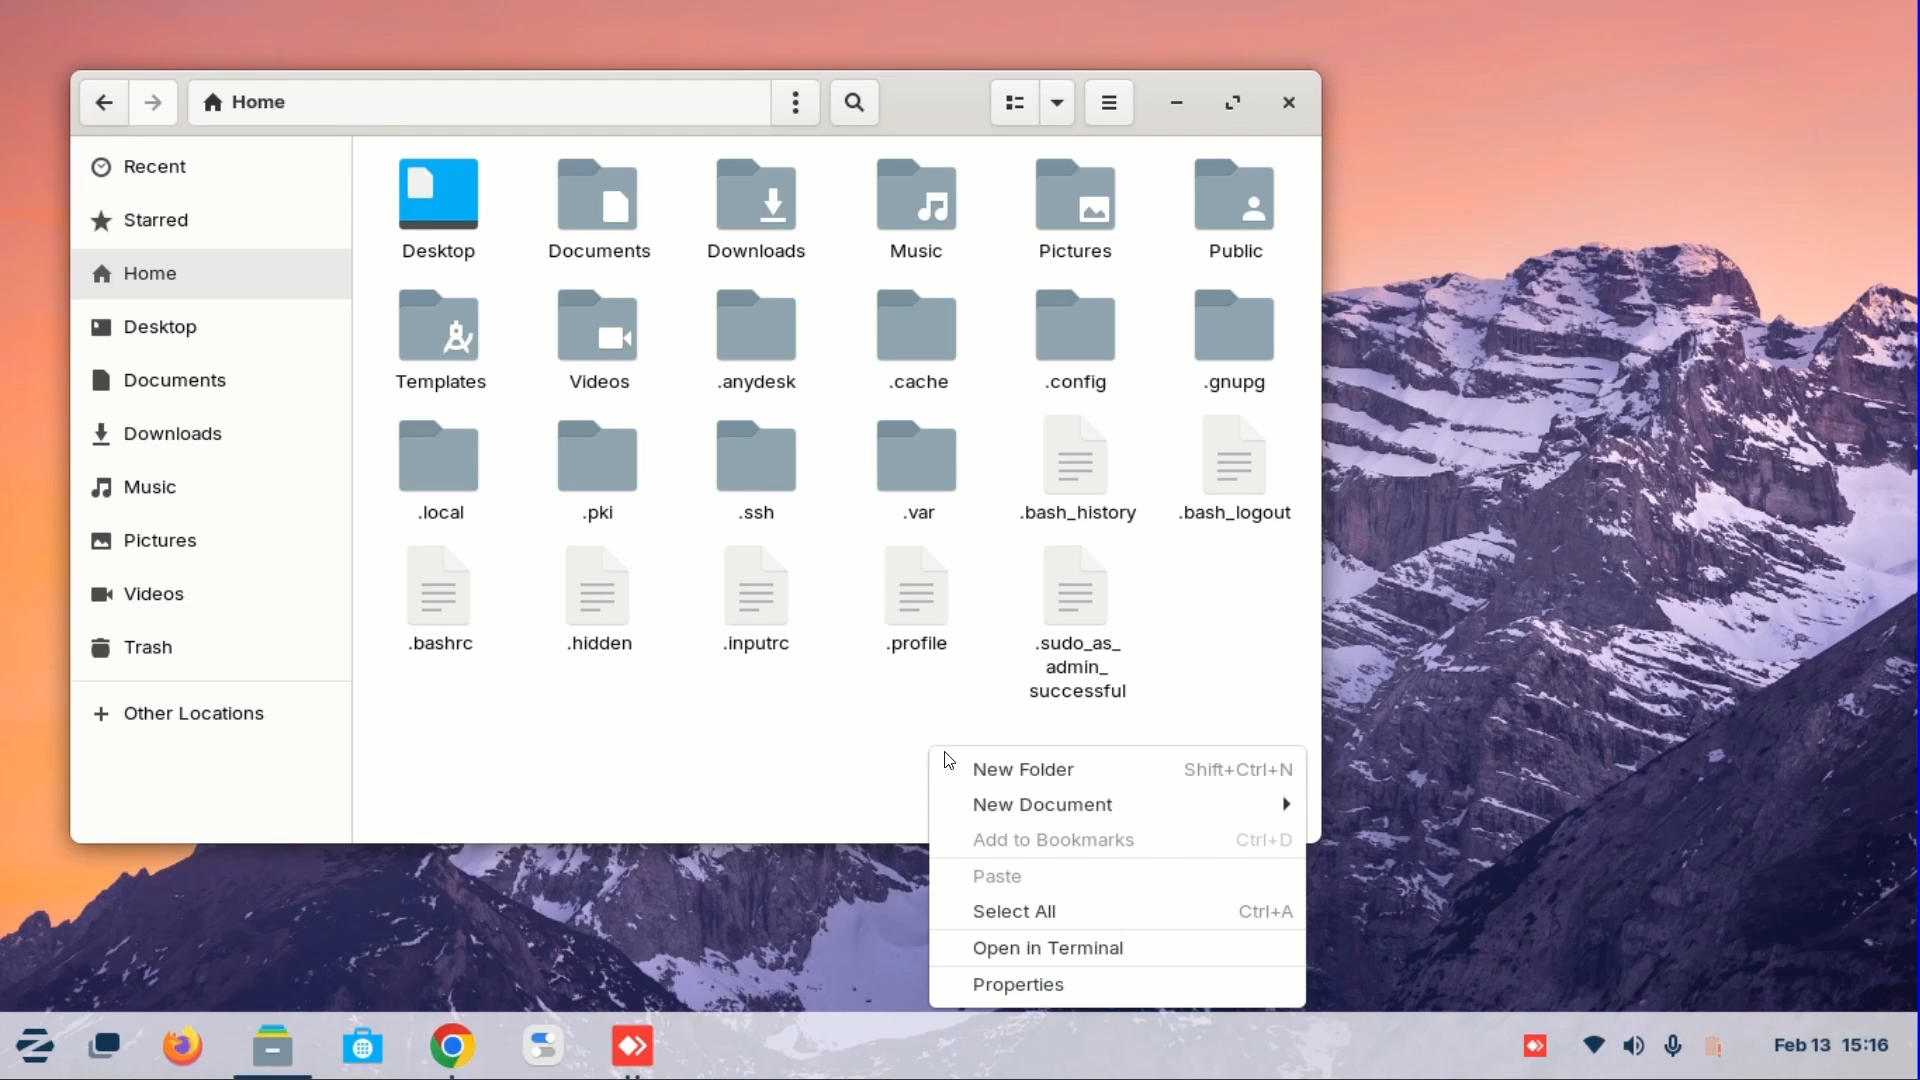 Home
Recent
Starred
Home
Desktop
Documents
Downloads
Music
Pictures
Videos
Trash
Other Locations
Desktop Documents Downloads Music Pictures Public
Templates Videos .anydesk .cache .config .gnupg
.local .pki .ssh .var .bash_history .bash_logout
.bashrc .hidden .inputrc .profile .sudo_as_
admin_
successful
New Folder Shift+Ctrl+N
New Document
Add to Bookmarks Ctrl+D
Paste
Select All Ctrl+A
Open in Terminal
Properties
Feb 13 15:16